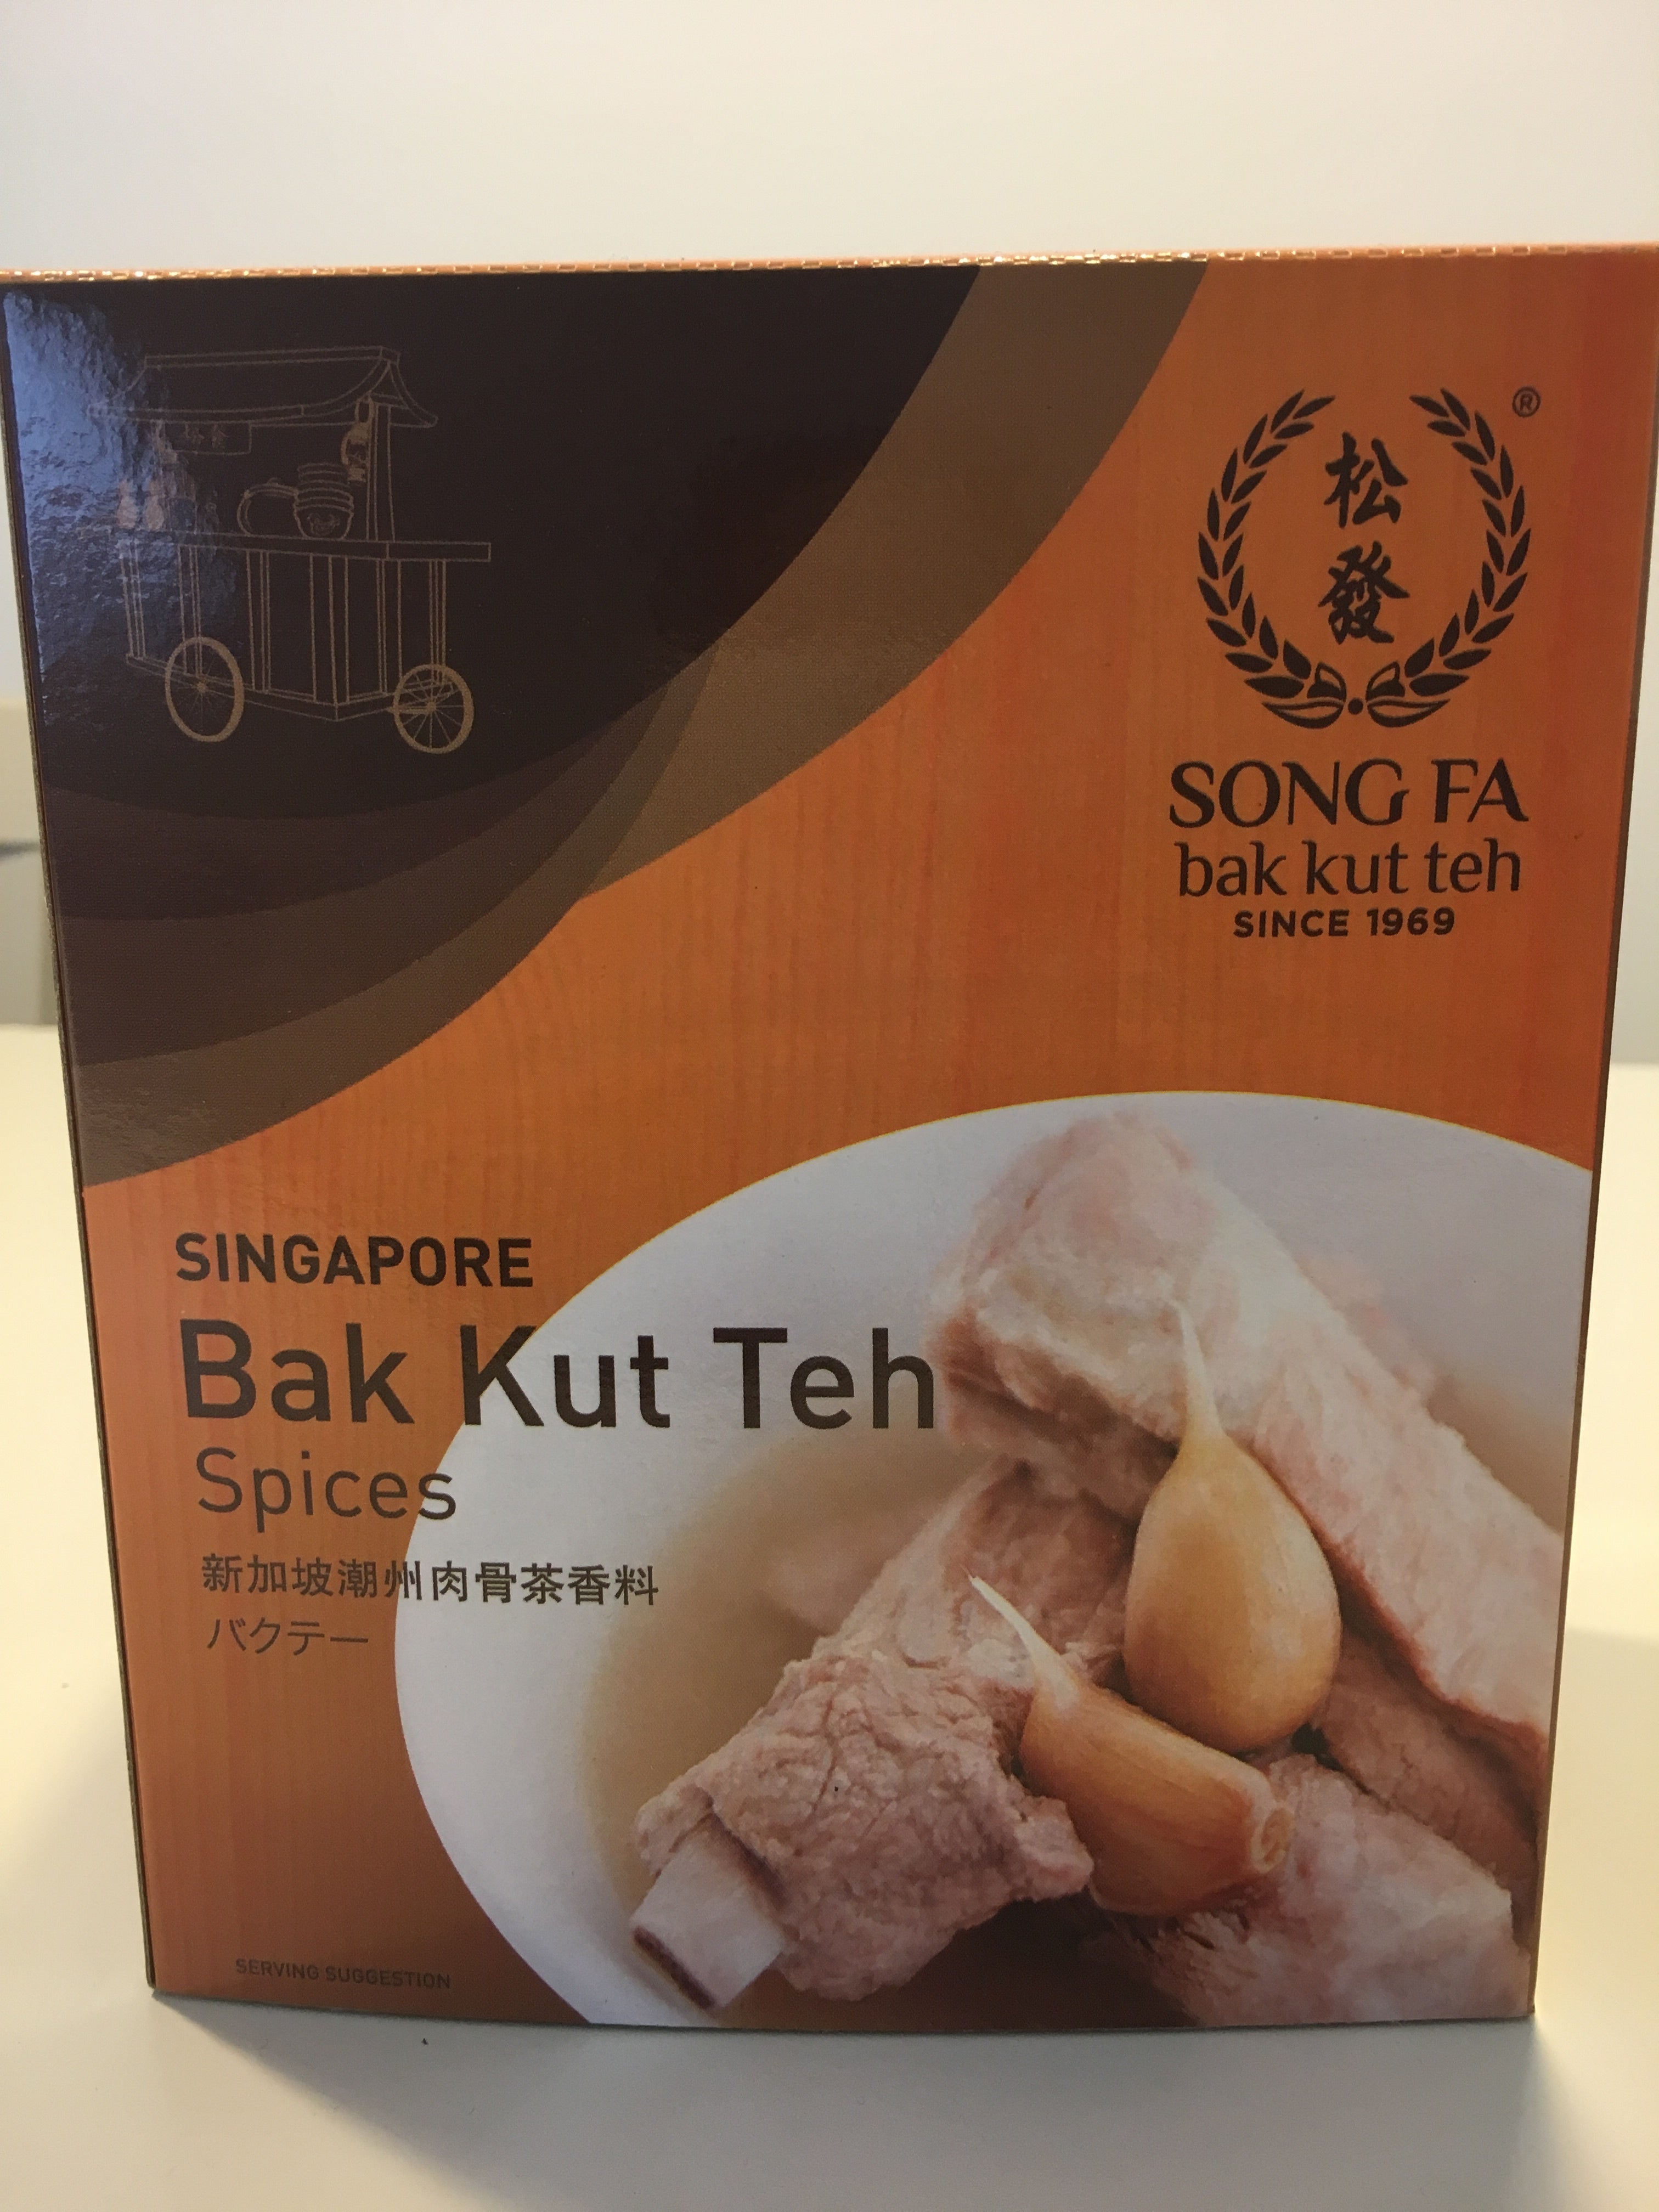 松
發
®
SONG FA
bak kut teh
SINCE 1969
SINGAPORE
Bak Kut Teh
Spices
新加坡潮州肉骨茶香料
バクテー
SERVING SUGGESTION